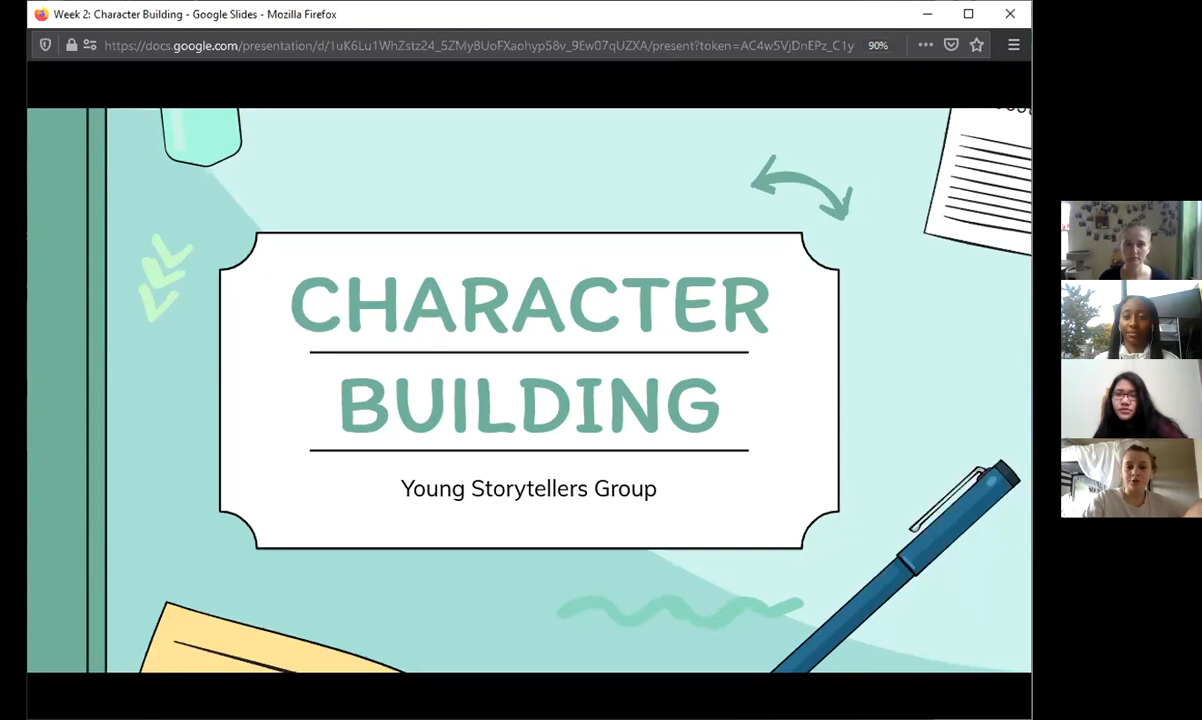 Week 2: Character Building - Google Slides - Mozilla Firefox
https://docs.google.com/presentation/d/1uK6Lu1WhZstz24_5ZMyBUoFXaohyp58v_9Ew07qUZXA/present?token=AC4w5VjDnEPz_C1y 90%
CHARACTER
BUILDING
Young Storytellers Group